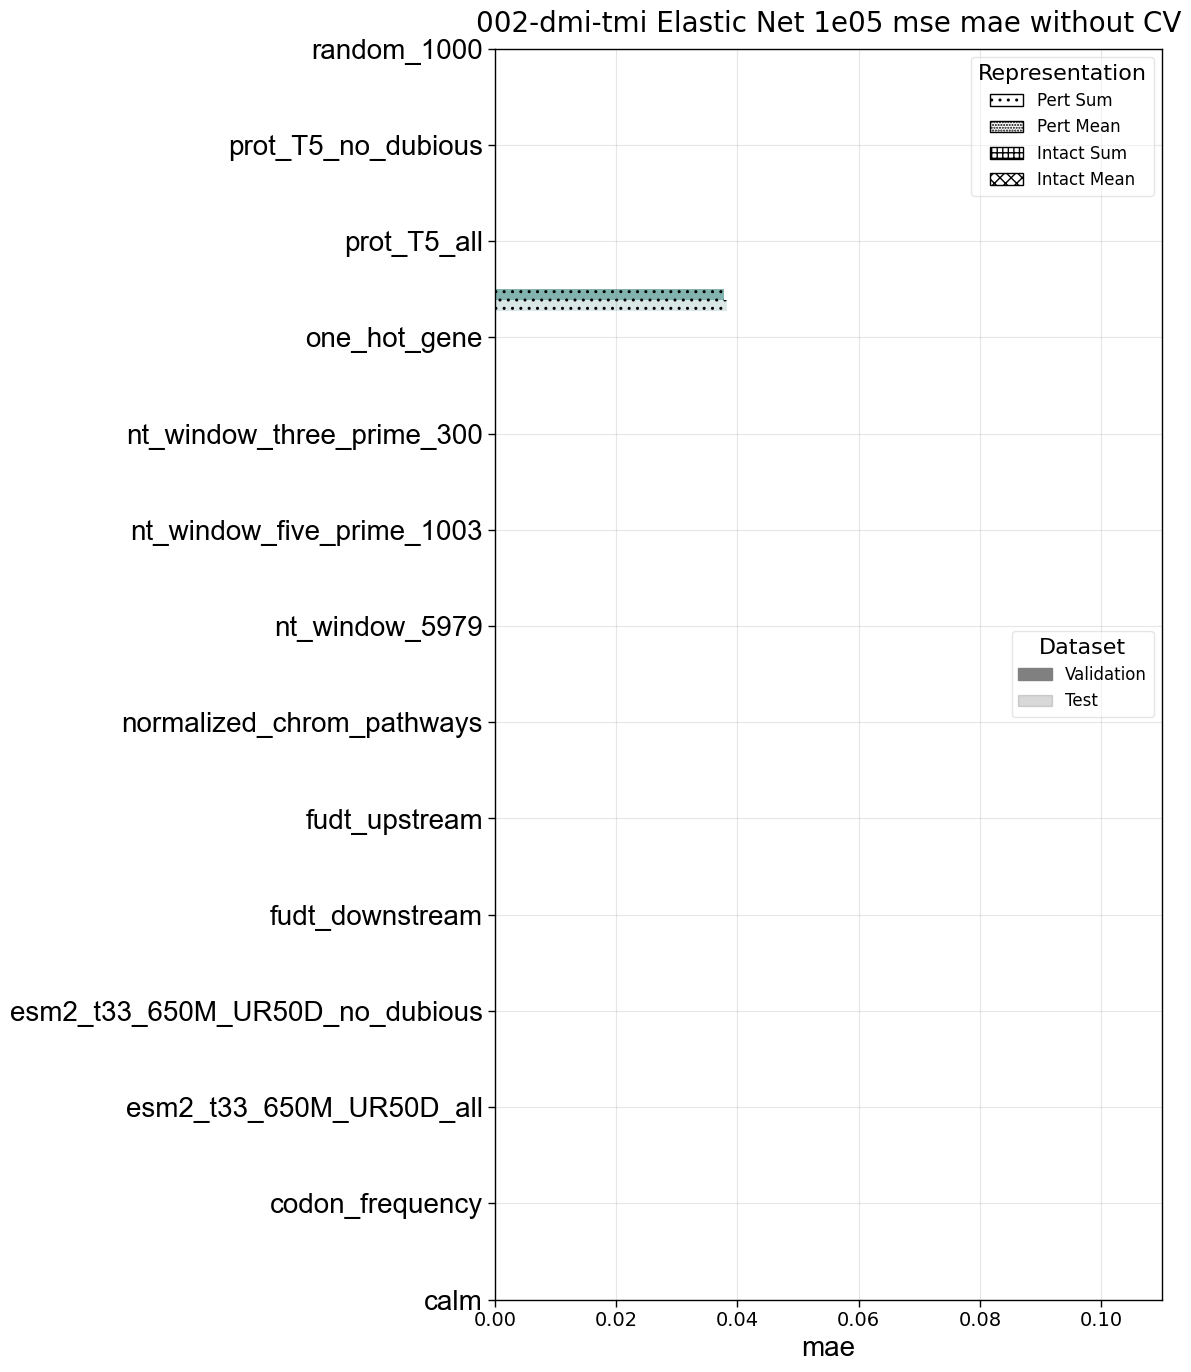 002-dmi-tmi Elastic Net 1e05 mse mae without CV
random_1000
prot_T5_no_dubious
prot_T5_all
one_hot_gene
nt_window_three_prime_300
nt_window_five_prime_1003
nt_window_5979
normalized_chrom_pathways
fudt_upstream
fudt_downstream
esm2_t33_650M_UR50D_no_dubious
esm2_t33_650M_UR50D_all
codon_frequency
calm
Representation
Pert Sum
Pert Mean
Intact Sum
Intact Mean
Dataset
Validation
Test
0.00 0.02 0.04 0.06 0.08 0.10
mae